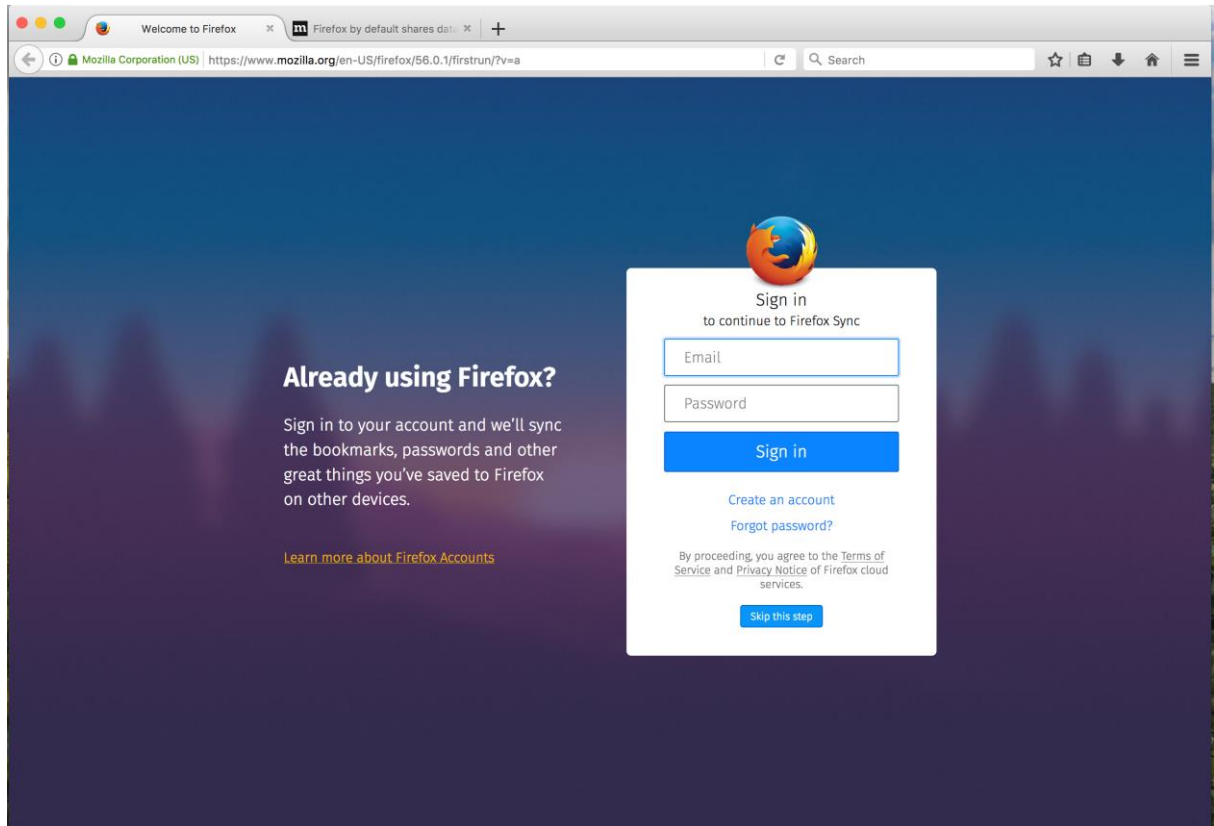 Welcome to Firefox
m Firefox by default shares dat
Mozilla Corporation (US) https://www.mozilla.org/en-US/firefox/56.0.1/firstrun/?v=a
Search
Sign in
to continue to Firefox Sync
Email
Password
Sign in
Create an account
Forgot password?
By proceeding, you agree to the Terms of
Service and Privacy Notice of Firefox cloud
services.
Skip this step
Already using Firefox?
Sign in to your account and we'll sync
the bookmarks, passwords and other
great things you've saved to Firefox
on other devices.
Learn more about Firefox Accounts